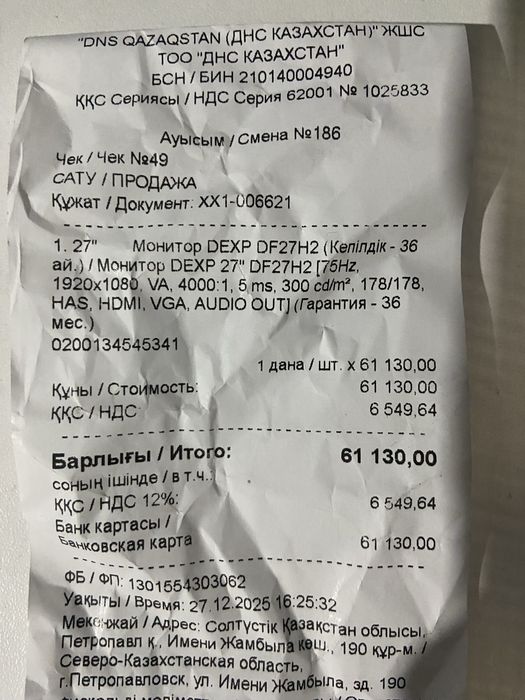 "DNS QAZAQSTAN (ДНС КАЗАХСТАН)" ЖШС
ТОО "ДНС КАЗАХСТАН"
БСН / БИН 210140004940
ҚҚС Сериясы / НДС Серия 62001 № 1025833
Ауысым / Смена №186
Чек / Чек №49
САТУ / ПРОДАЖА
Құжат / Документ: ХХ1-006621
1. 27" Монитор DEXP DF27H2 (Кепілдік - 36
ай.) / Монитор DEXP 27" DF27H2 [75Hz,
1920x1080, VA, 4000:1, 5 ms, 300 cd/m², 178/178,
HAS, HDMI, VGA, AUDIO OUT] (Гарантия - 36
мес.)
0200134545341
1 дана / шт. x 61 130,00
Құны / Стоимость: 61 130,00
ҚҚС / НДС 6 549,64
Барлығы / Итого: 61 130,00
соның ішінде / в т.ч.:
ҚҚС / НДС 12%: 6 549,64
Банк картасы /
Банковская карта 61 130,00
ФБ / ФП: 1301554303062
Уақыты / Время: 27.12.2025 16:25:32
Мекенжай / Адрес: Солтүстік Қазақстан облысы,
Петропавл қ., Имени Жамбыла көш., 190 құр-м. /
Северо-Казахстанская область,
г.Петропавловск, ул. Имени Жамбыла, зд. 190